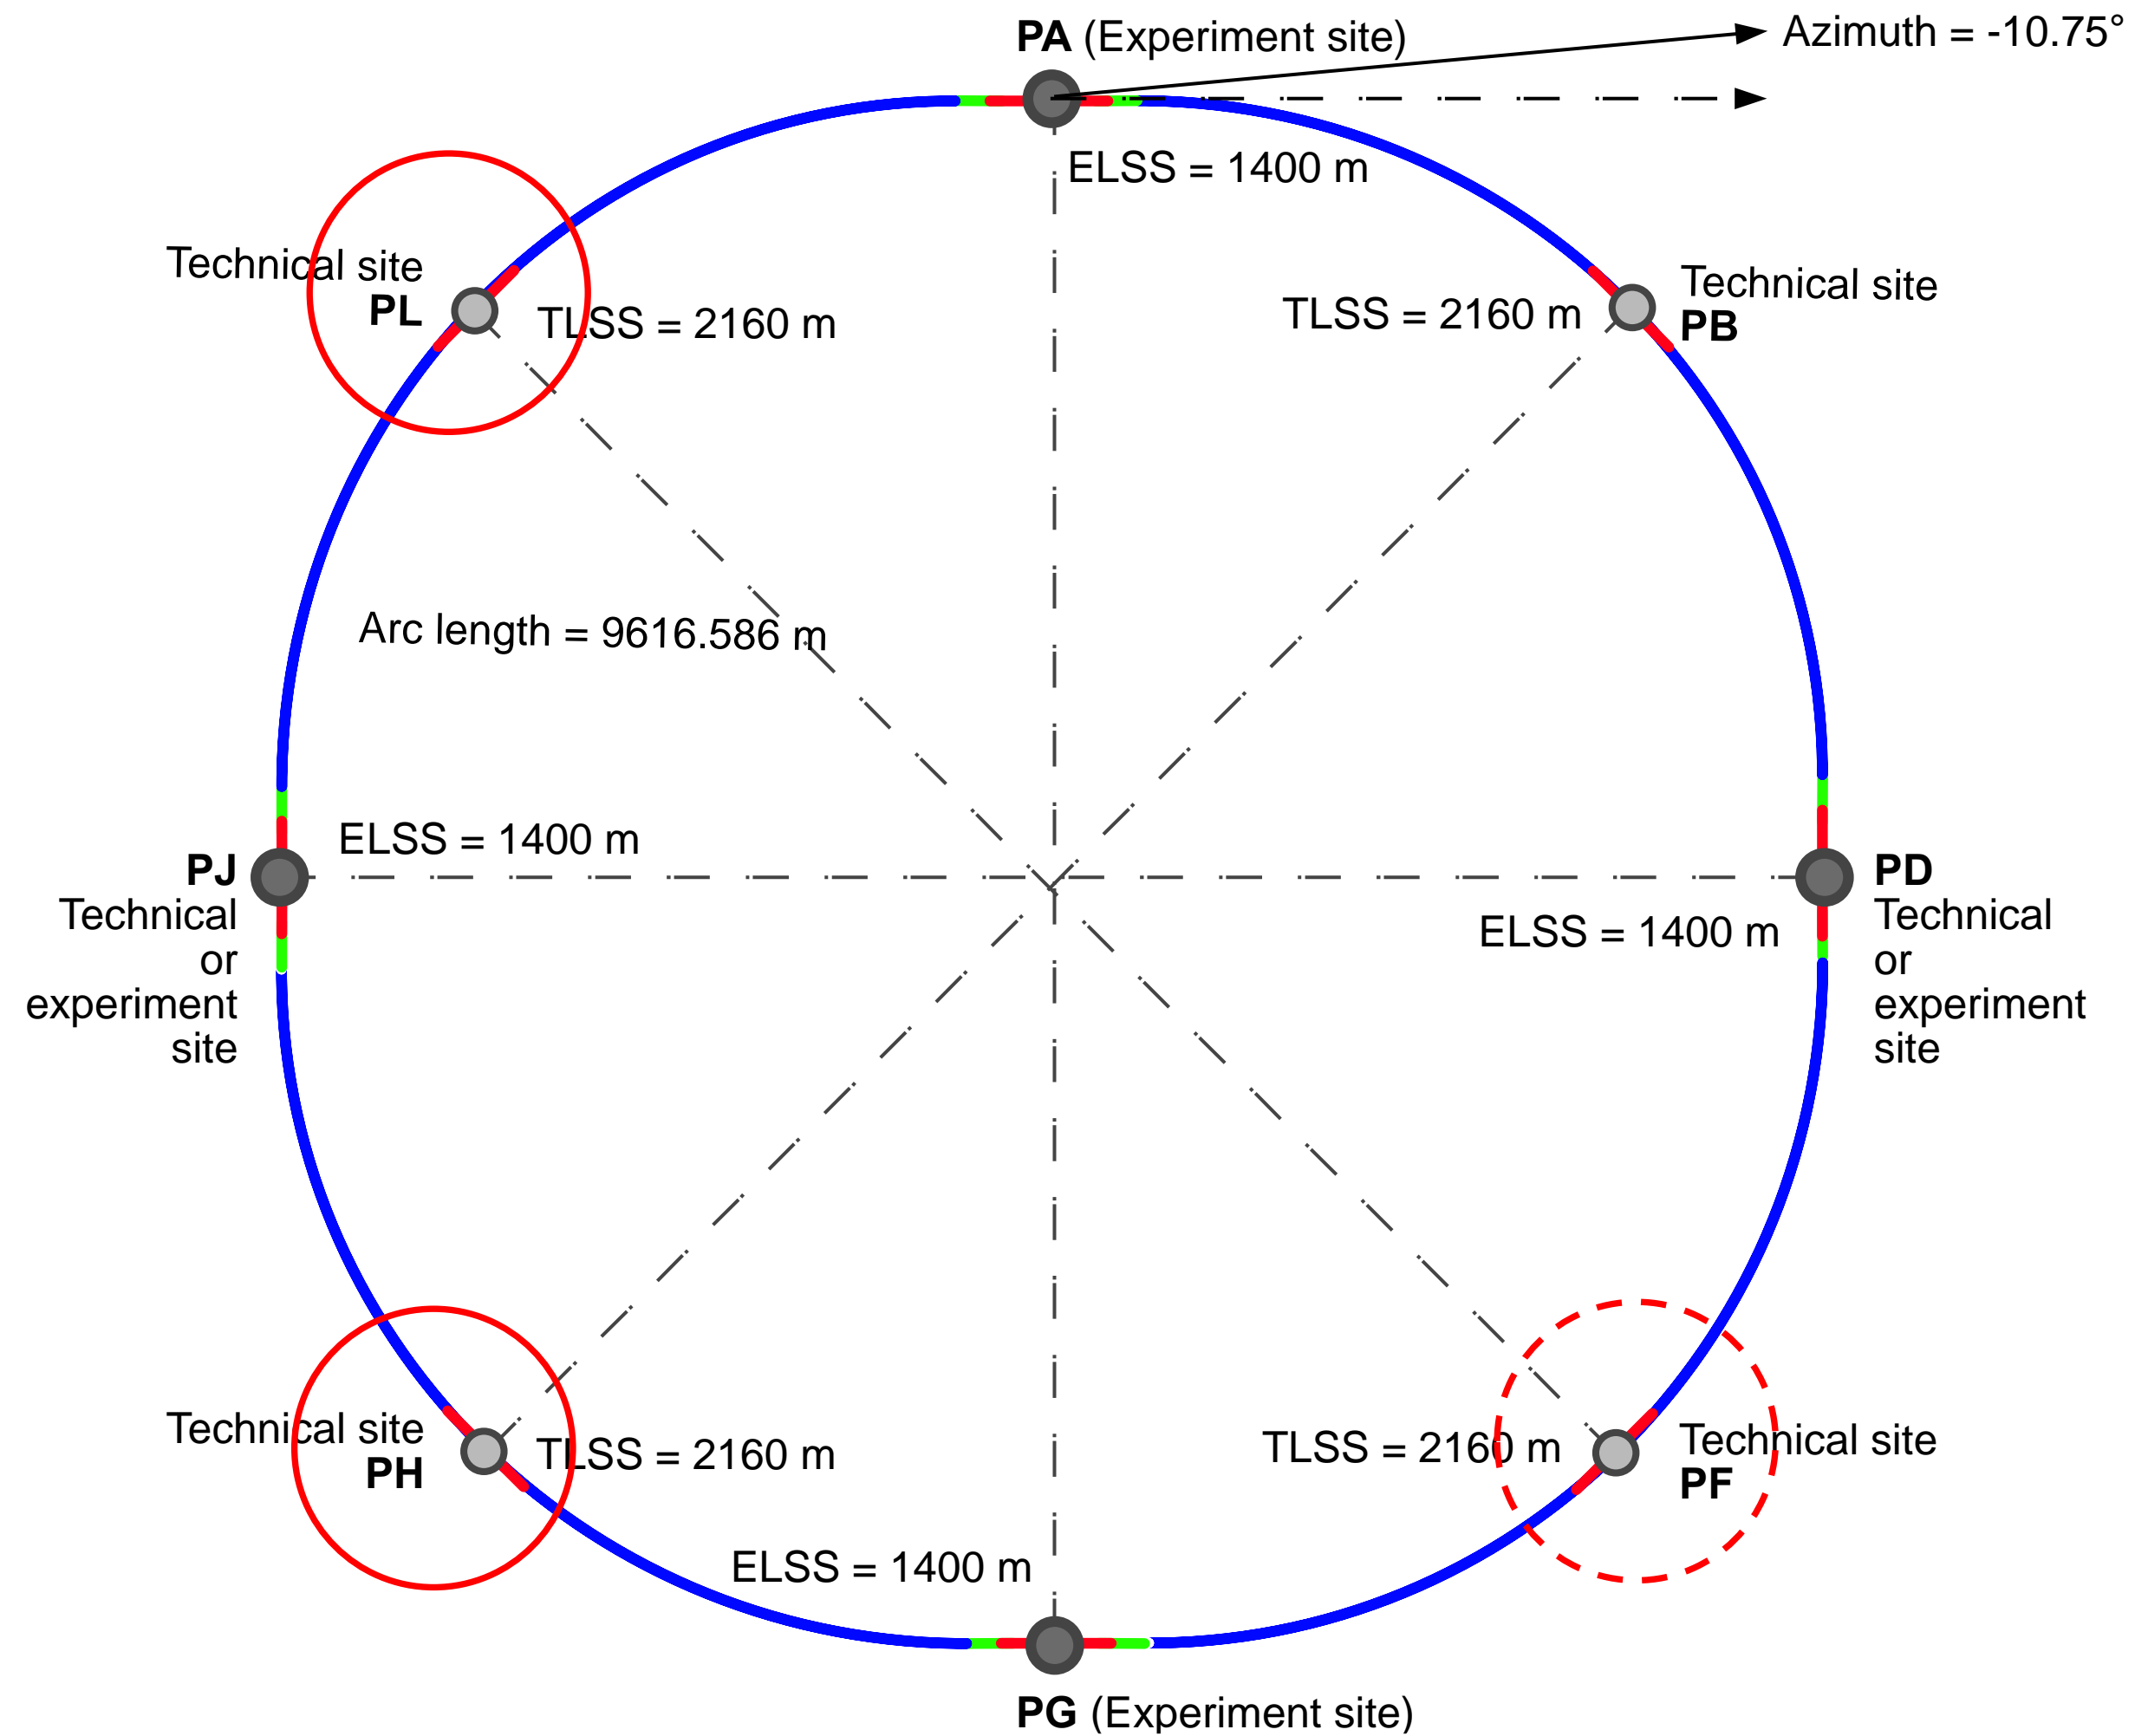 PA (Experiment site)
Azimuth = -10.75°
ELSS = 1400 m
Technical site
PL
TLSS = 2160 m
TLSS = 2160 m
Technical site
PB
Arc length = 9616.586 m
PJ
Technical
or
experiment
site
ELSS = 1400 m
ELSS = 1400 m
PD
Technical
or
experiment
site
Technical site
PH
TLSS = 2160 m
TLSS = 2160 m
Technical site
PF
ELSS = 1400 m
PG (Experiment site)